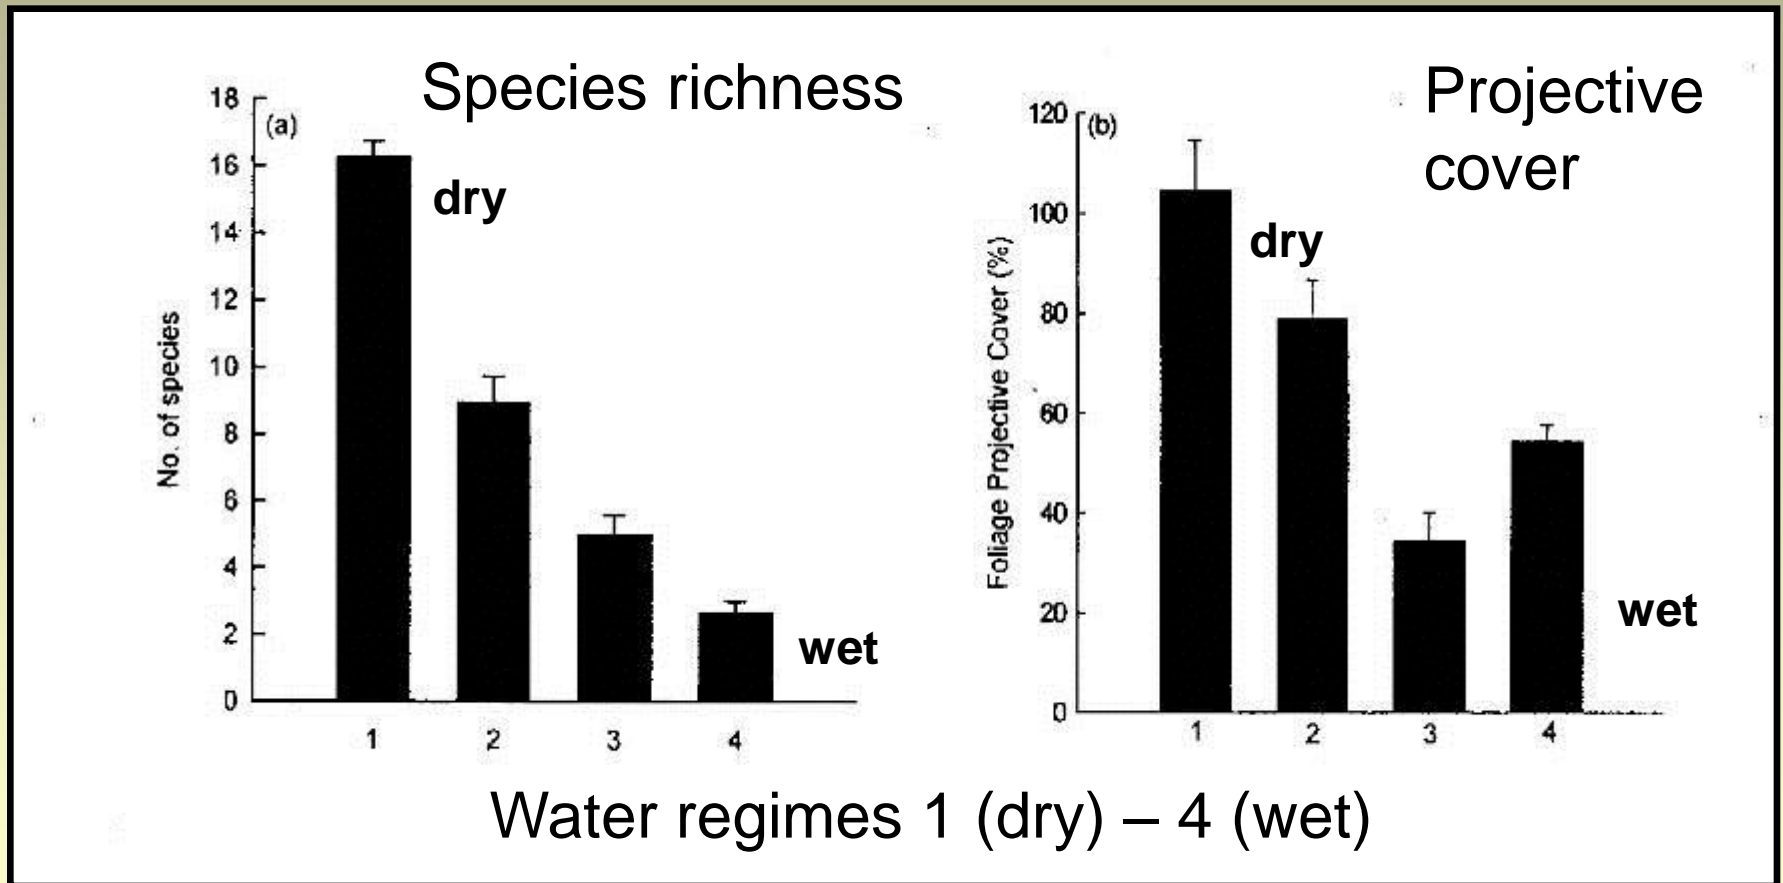 Species richness
(a)
18
16
14
12
10
8
6
4
2
0
No. of species
dry
wet
1 2 3 4
Projective
cover
(b)
120
100
80
60
40
20
0
Foliage Projective Cover (%)
dry
wet
1 2 3 4
Water regimes 1 (dry) – 4 (wet)